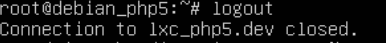 root@debian_php5:~# logout
Connection to lxc_php5.dev closed.